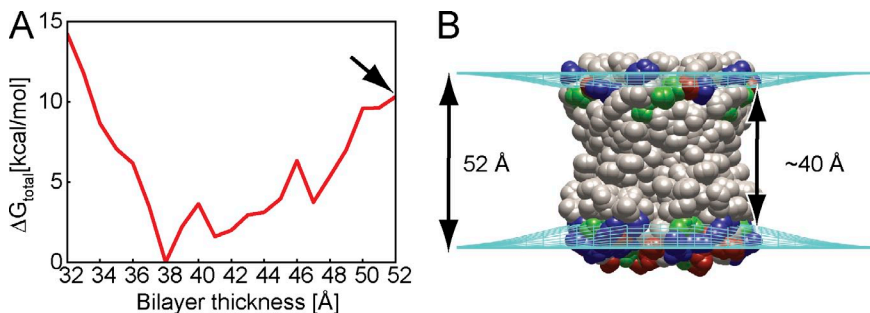 A
ΔGtotal[kcal/mol]
15
10
5
0
32 34 36 38 40 42 44 46 48 50 52
Bilayer thickness [Å]
B
52 Å
~40 Å